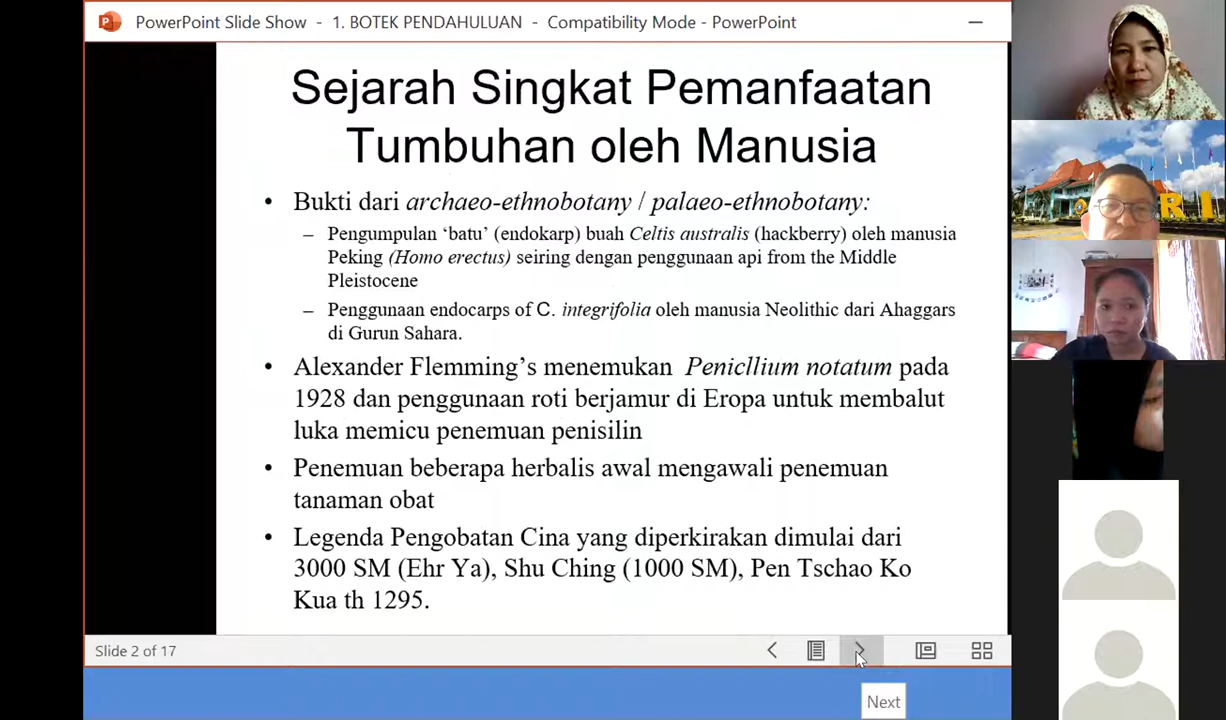 PowerPoint Slide Show - 1. BOTEK PENDAHULUAN - Compatibility Mode - PowerPoint
Sejarah Singkat Pemanfaatan
Tumbuhan oleh Manusia
• Bukti dari archaeo-ethnobotany / palaeo-ethnobotany:
– Pengumpulan ‘batu’ (endokarp) buah Celtis australis (hackberry) oleh manusia
Peking (Homo erectus) seiring dengan penggunaan api from the Middle
Pleistocene
– Penggunaan endocarps of C. integrifolia oleh manusia Neolithic dari Ahaggars
di Gurun Sahara.
• Alexander Flemming’s menemukan Penicllium notatum pada
1928 dan penggunaan roti berjamur di Eropa untuk membalut
luka memicu penemuan penisilin
• Penemuan beberapa herbalis awal mengawali penemuan
tanaman obat
• Legenda Pengobatan Cina yang diperkirakan dimulai dari
3000 SM (Ehr Ya), Shu Ching (1000 SM), Pen Tschao Ko
Kua th 1295.
Slide 2 of 17
Next